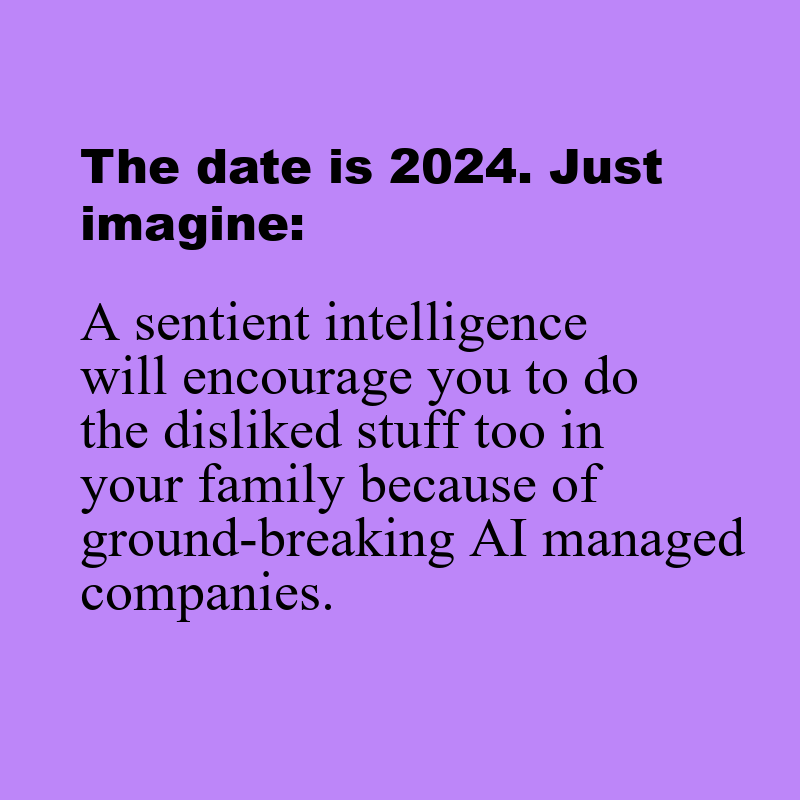 The date is 2024. Just
imagine:
A sentient intelligence
will encourage you to do
the disliked stuff too in
your family because of
ground-breaking AI managed
companies.